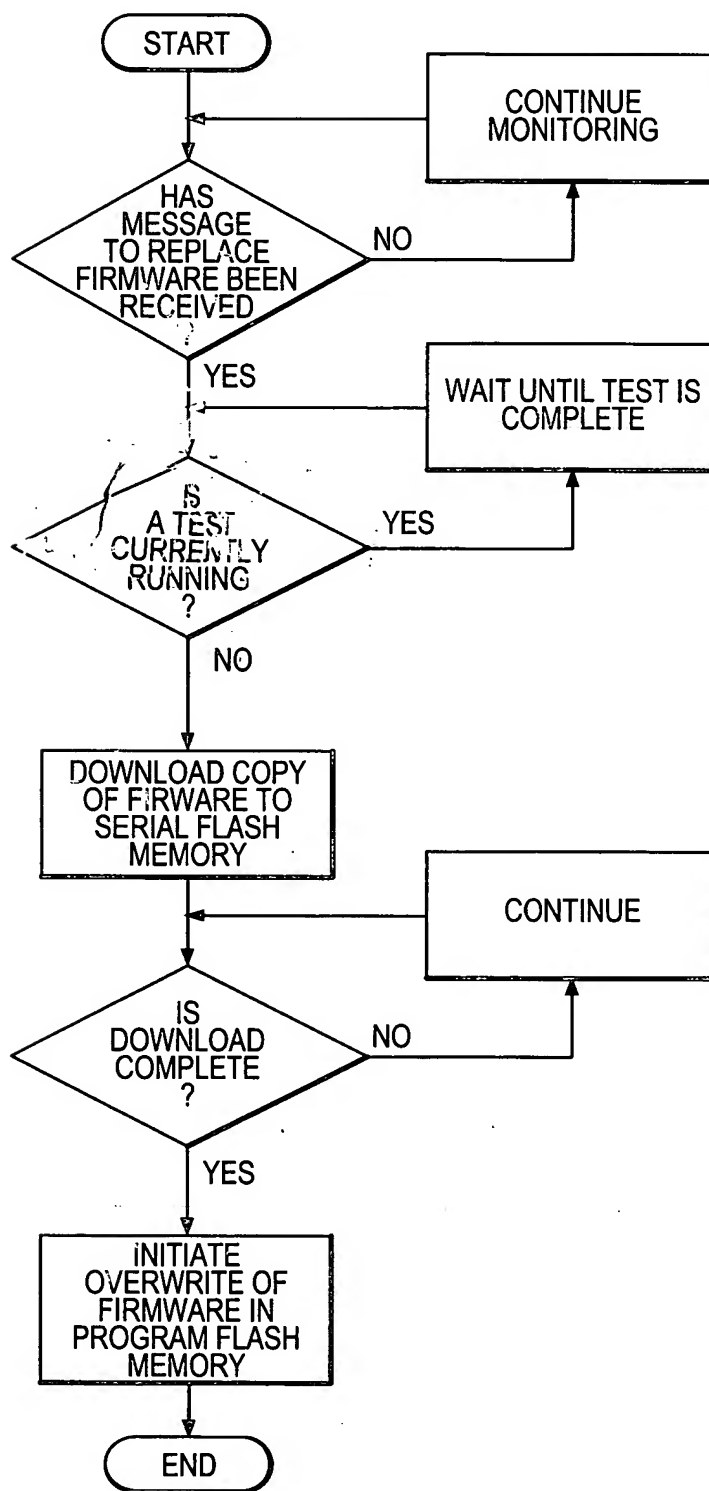 START
CONTINUE
MONITORING
HAS
MESSAGE
TO REPLACE
FIRMWARE BEEN
RECEIVED
?
NO
YES
WAIT UNTIL TEST IS
COMPLETE
IS
A TEST
CURRENTLY
RUNNING
?
YES
NO
DOWNLOAD COPY
OF FIRWARE TO
SERIAL FLASH
MEMORY
CONTINUE
IS
DOWNLOAD
COMPLETE
?
NO
YES
INITIATE
OVERWRITE OF
FIRMWARE IN
PROGRAM FLASH
MEMORY
END